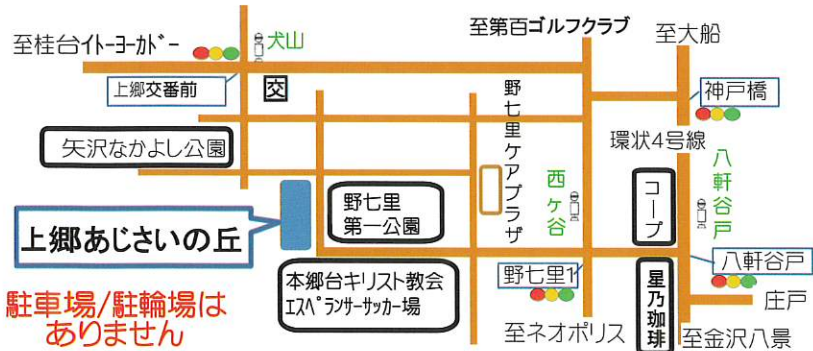 至桂台イトーヨーカドー
犬山
至第百ゴルフクラブ
至大船
上郷交番前
交
神戸橋
野七里ケアプラザ
環状4号線
矢沢なかよし公園
西ヶ谷
コープ
八軒谷戸
野七里
第一公園
上郷あじさいの丘
本郷台キリスト教会
エスペランサーサッカー場
野七里1
星乃珈琲
八軒谷戸
庄戸
駐車場/駐輪場は
ありません
至ネオポリス
至金沢八景